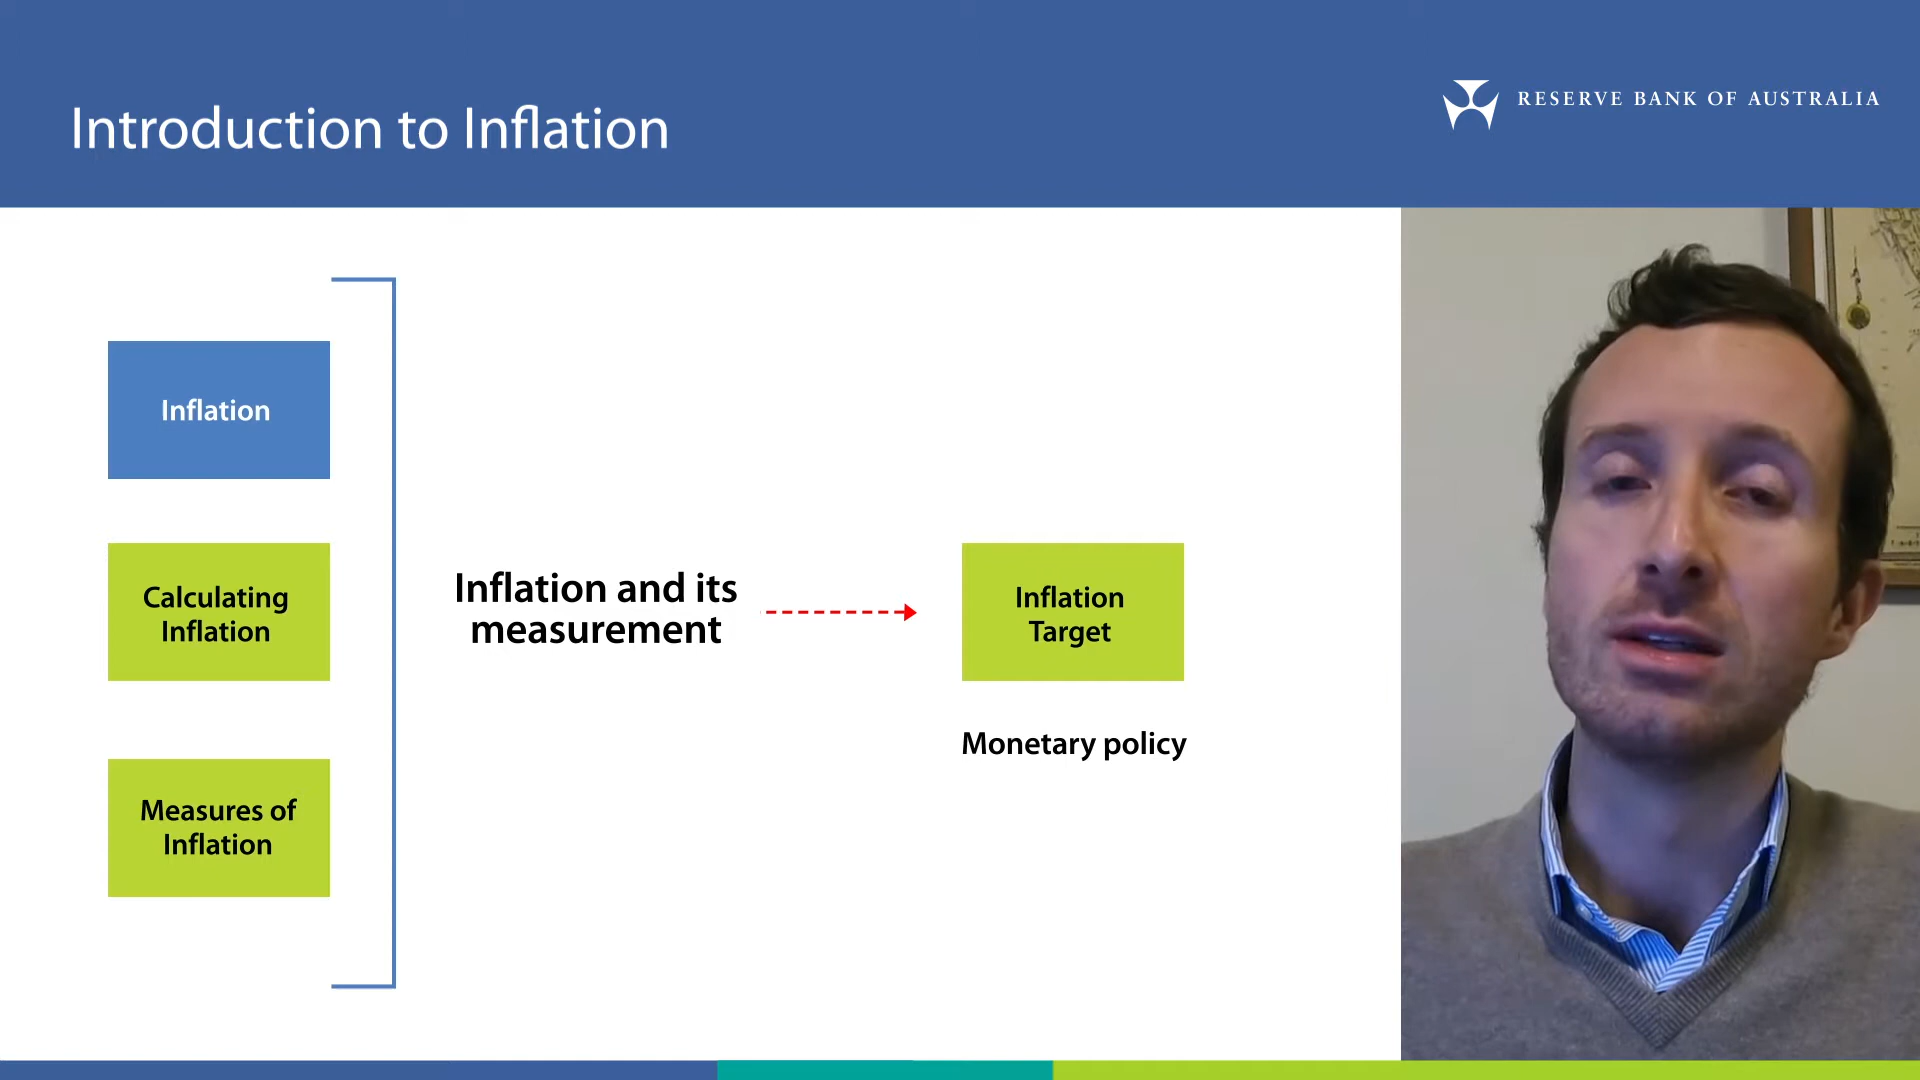 Introduction to Inflation
RESERVE BANK OF AUSTRALIA
Inflation
Calculating
Inflation
Measures of
Inflation
Inflation and its
measurement
Inflation
Target
Monetary policy